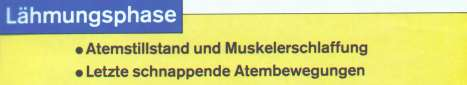 Lähmungsphase
● Atemstillstand und Muskelerschlaffung
● Letzte schnappende Atembewegungen